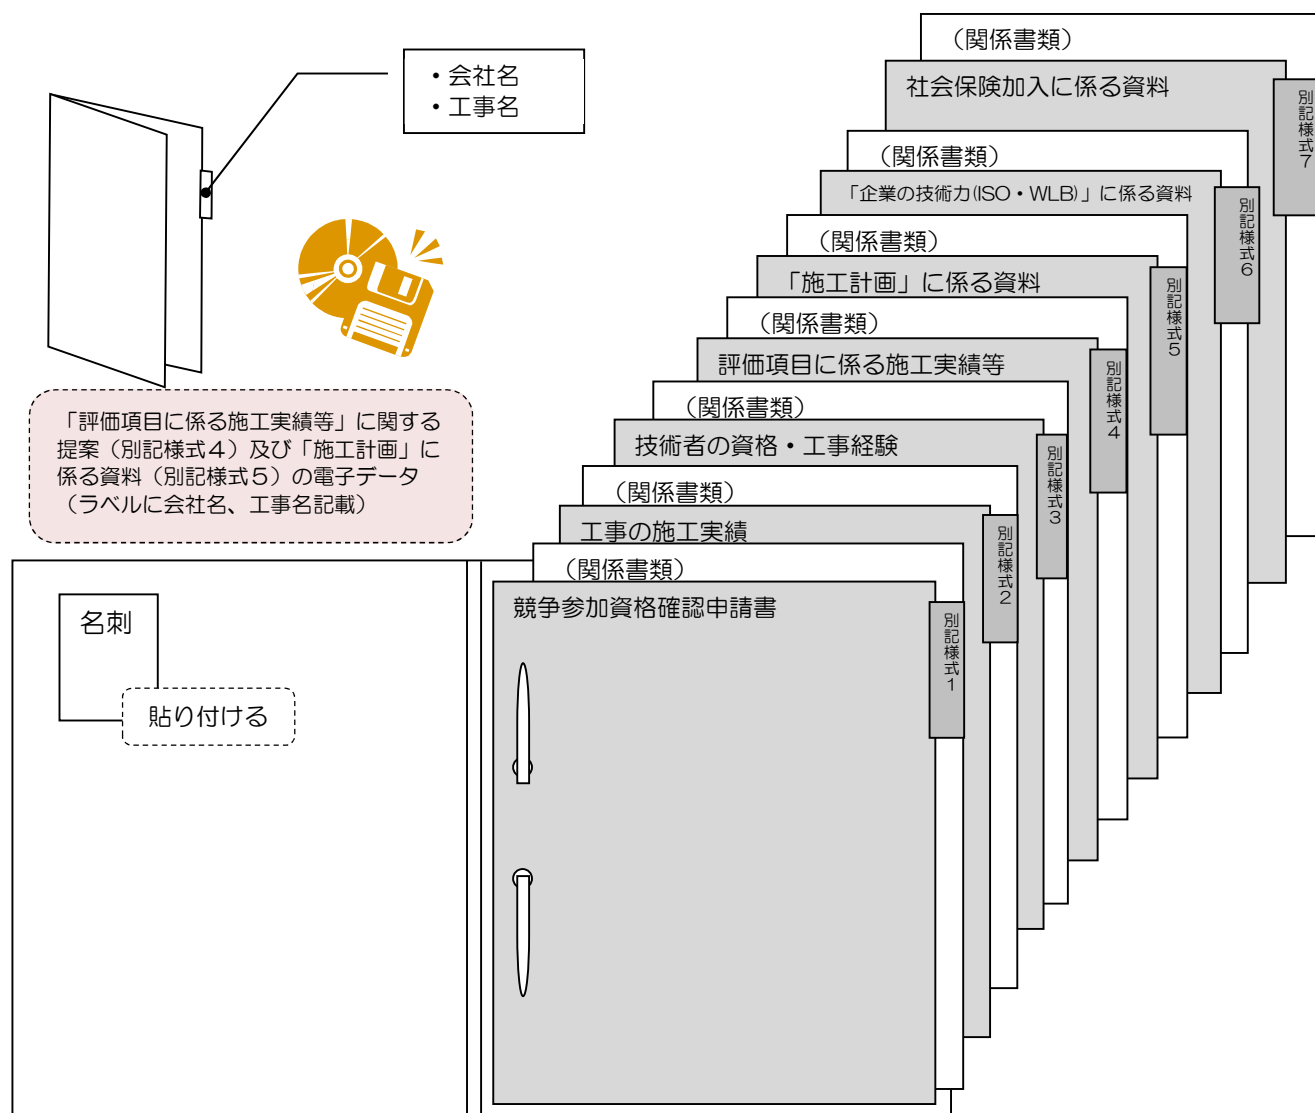 ・会社名
・工事名
「評価項目に係る施工実績等」に関する
提案（別記様式４）及び「施工計画」に
係る資料（別記様式５）の電子データ
（ラベルに会社名、工事名記載）
名刺
貼り付ける
（関係書類）
社会保険加入に係る資料
別記様式７
（関係書類）
「企業の技術力(ISO・WLB)」に係る資料
別記様式６
（関係書類）
「施工計画」に係る資料
別記様式５
（関係書類）
評価項目に係る施工実績等
別記様式４
（関係書類）
技術者の資格・工事経験
別記様式３
（関係書類）
工事の施工実績
別記様式２
（関係書類）
競争参加資格確認申請書
別記様式１